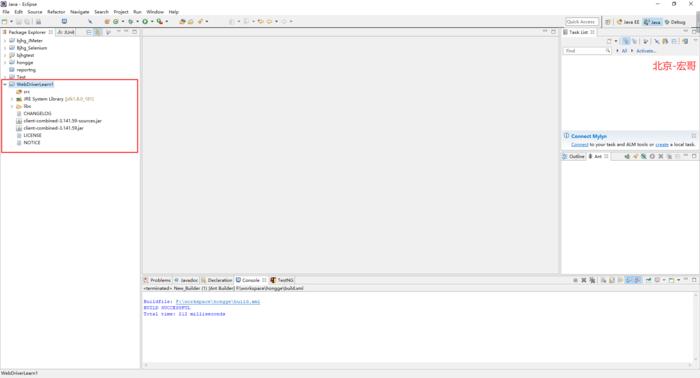 Java - Eclipse
File Edit Source Refactor Navigate Search Project Run Window Help
Quick Access
Java EE
Java
Debug
Package Explorer
JUnit
bjhg_JMeter
bjhg_Selenium
bjhgtest
hongge
reportng
Test
WebDriverLearn1
src
JRE System Library [jdk1.8.0_181]
libs
CHANGELOG
client-combined-3.141.59-sources.jar
client-combined-3.141.59.jar
LICENSE
NOTICE
Task List
Find
All
Activate...
北京-宏哥
Connect Mylyn
Connect to your task and ALM tools or create a local task.
Outline
Ant
Problems
Javadoc
Declaration
Console
TestNG
<terminated> New_Builder (1) [Ant Builder] F:\workspace\hongge\build.xml
Buildfile: F:\workspace\hongge\build.xml
BUILD SUCCESSFUL
Total time: 212 milliseconds
WebDriverLearn1